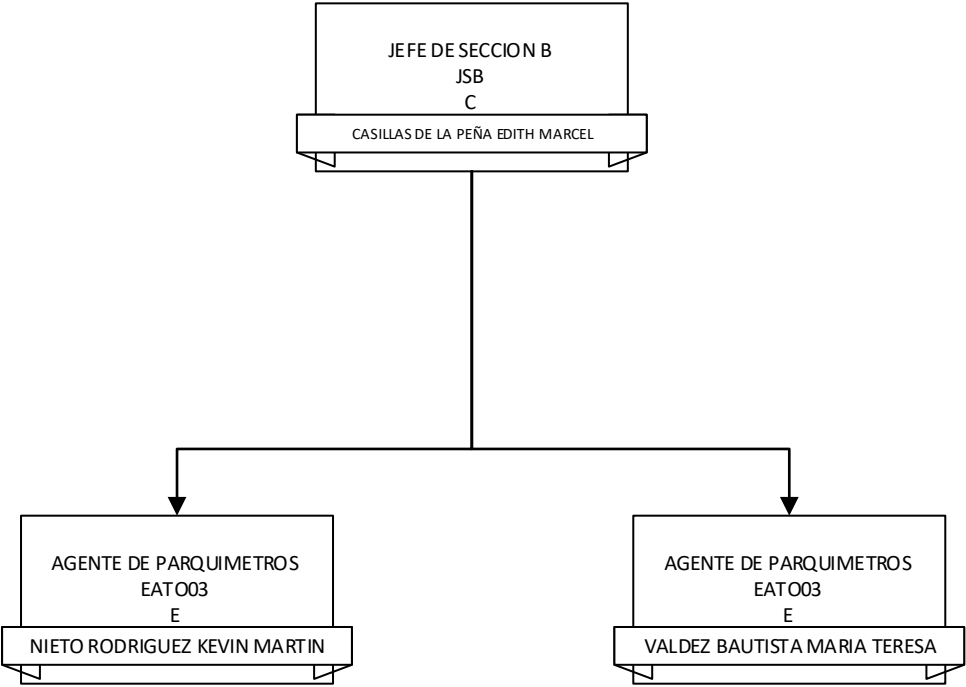 JEFE DE SECCION B
JSB
C
CASILLAS DE LA PEÑA EDITH MARCEL
AGENTE DE PARQUIMETROS
EATO03
E
NIETO RODRIGUEZ KEVIN MARTIN
AGENTE DE PARQUIMETROS
EATO03
E
VALDEZ BAUTISTA MARIA TERESA